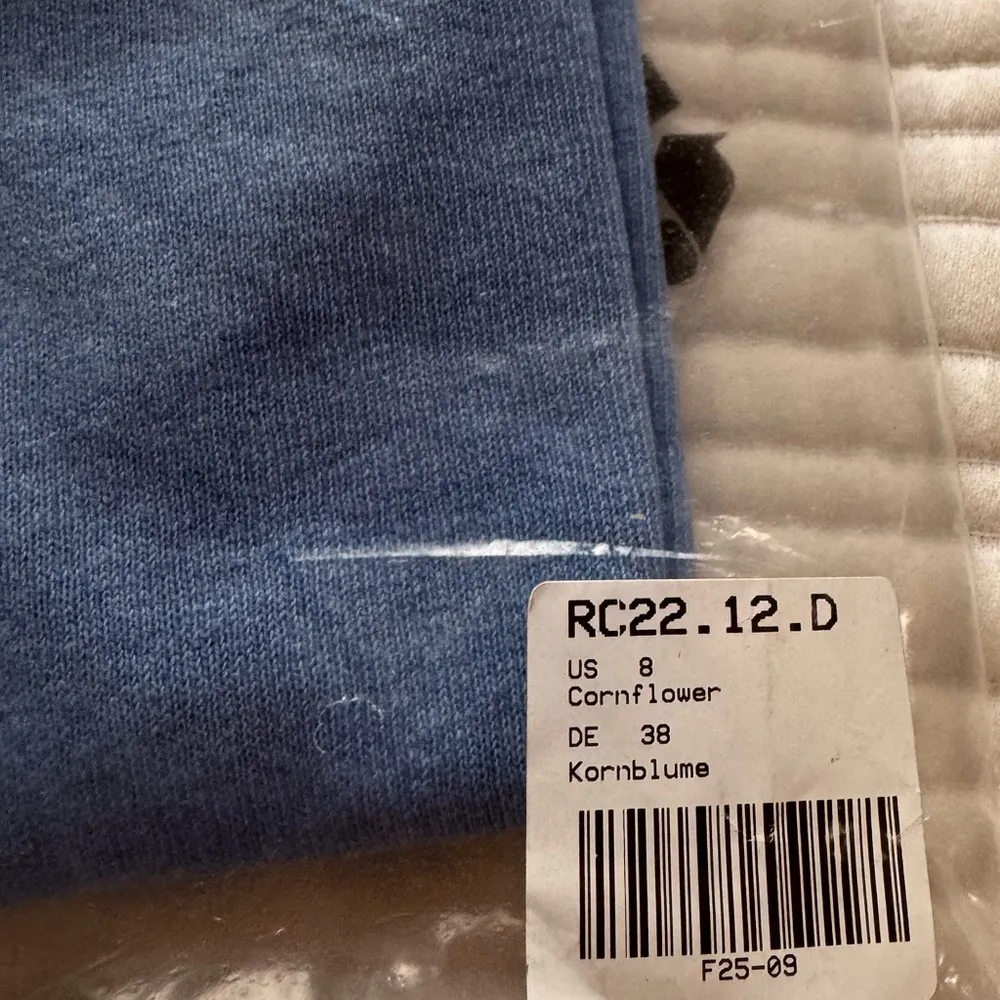 RC22.12.D
US 8
Cornflower
DE 38
Kornblume
F25-09